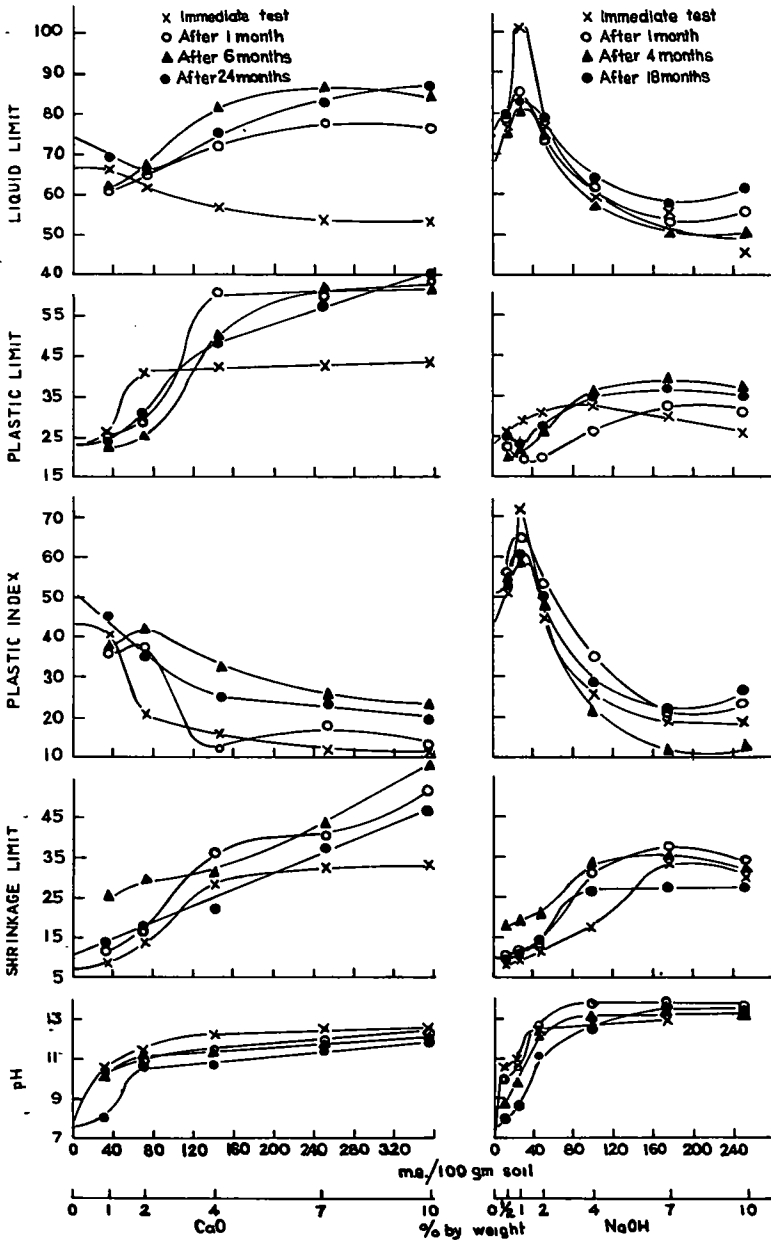 × Immediate test
○ After 1 month
▲ After 6 months
● After 24 months
× Immediate test
○ After 1 month
▲ After 4 months
● After 18 months
LIQUID LIMIT
100
90
80
70
60
50
40
PLASTIC LIMIT
55
45
35
25
15
PLASTIC INDEX
70
60
50
40
30
20
10
SHRINKAGE LIMIT
45
35
25
15
5
pH
13
11
9
7
0 40 80 120 160 200 240 280 320
0 40 80 120 160 200 240
m.e./100 gm soil
0 1 2 4 7 10
0 ½ 1 2 4 7 10
CaO
% by weight
NaOH